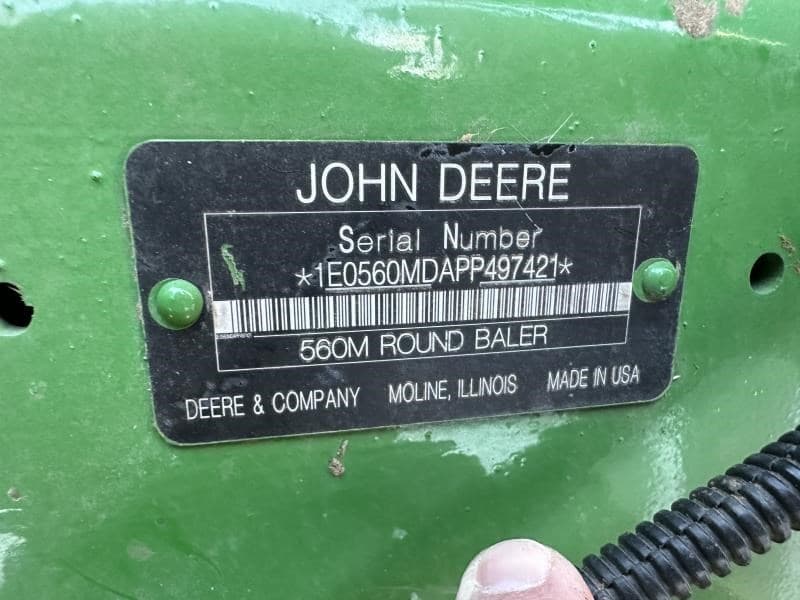 JOHN DEERE
Serial Number
*1E0560MDAPP497421*
560M ROUND BALER
DEERE & COMPANY MOLINE, ILLINOIS MADE IN USA